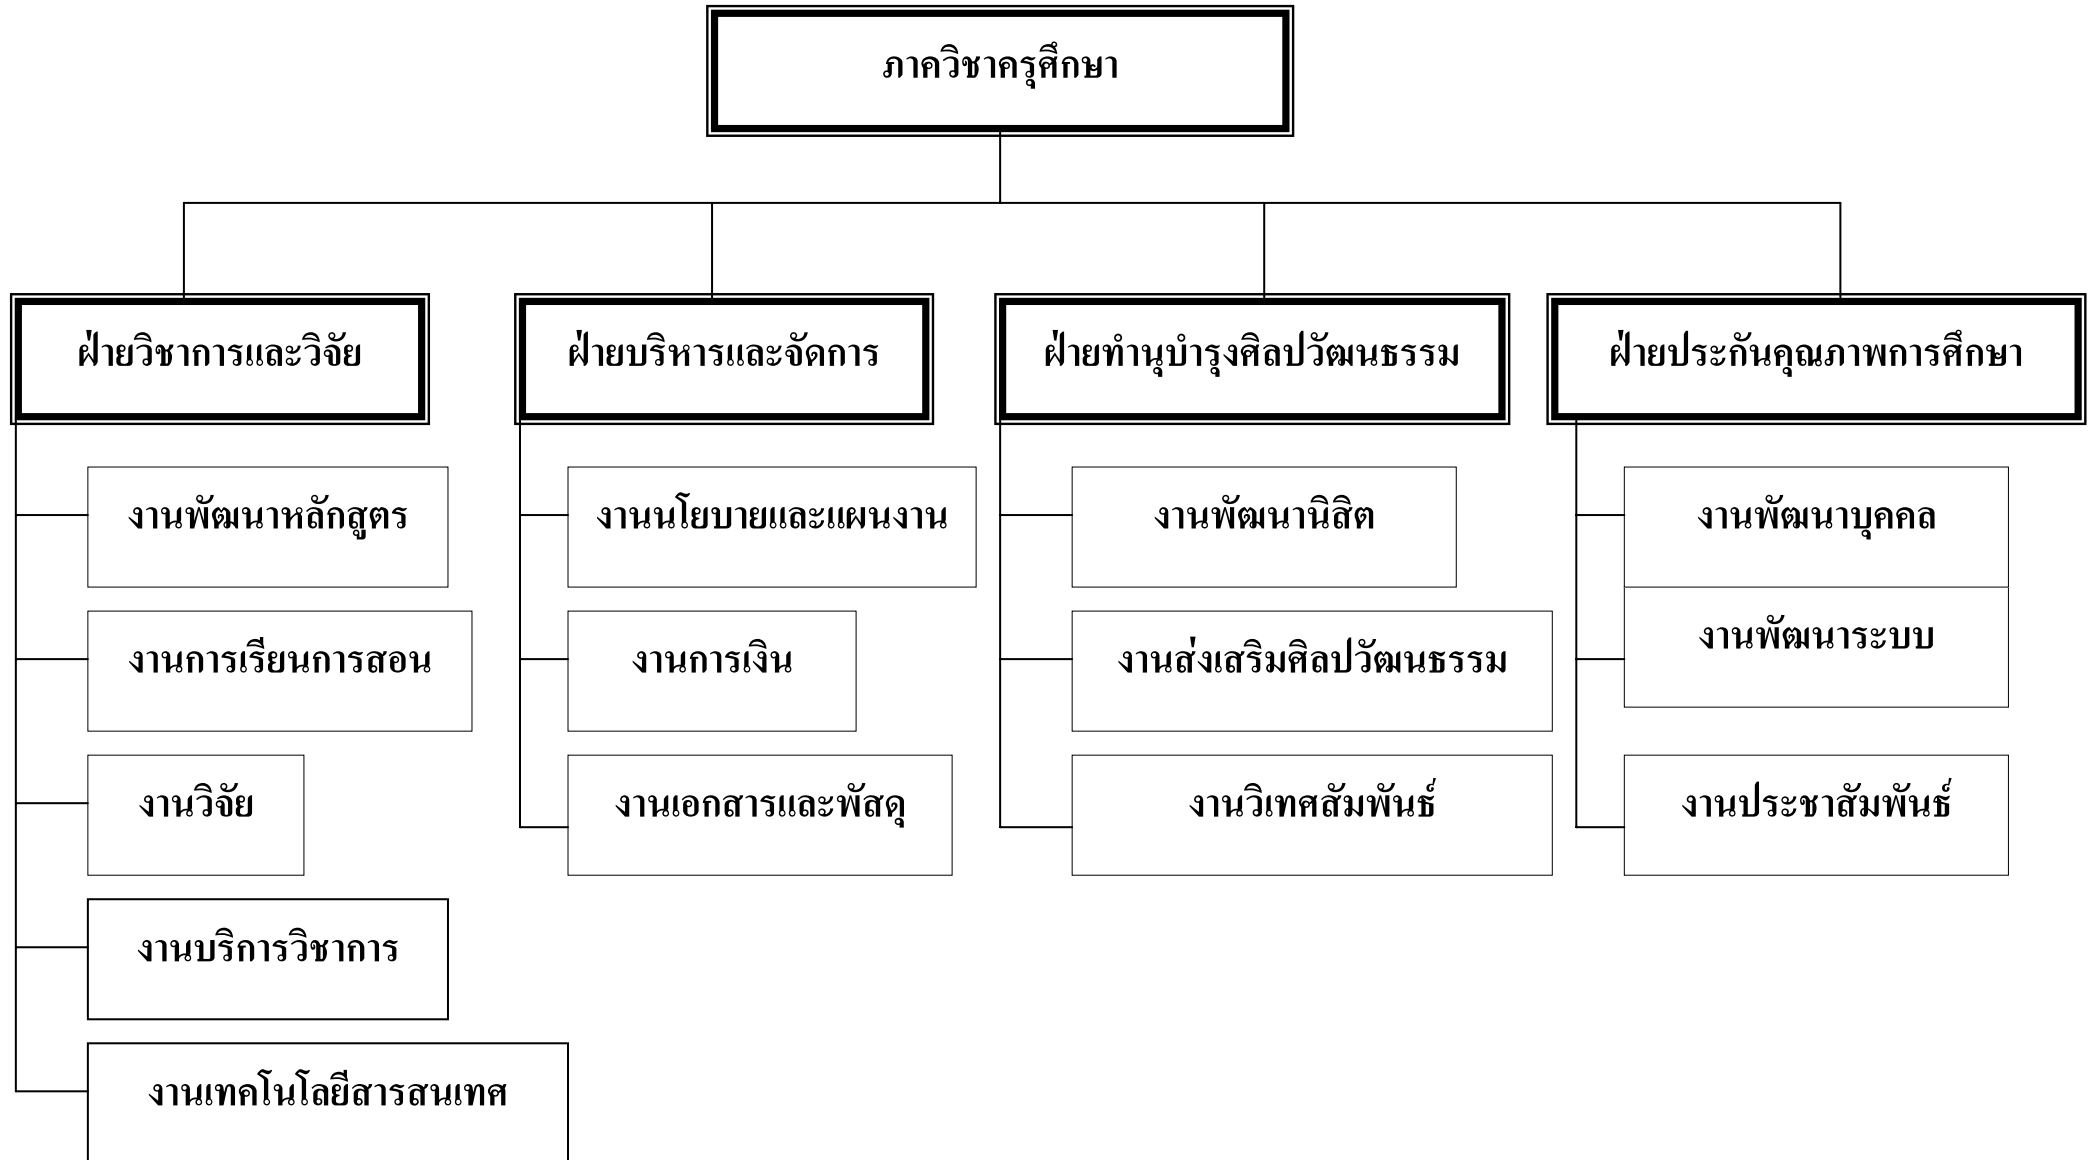 ภาควิชาครุศึกษา
ฝ่ายวิชาการและวิจัย
งานพัฒนาหลักสูตร
งานการเรียนการสอน
งานวิจัย
งานบริการวิชาการ
งานเทคโนโลยีสารสนเทศ
ฝ่ายบริหารและจัดการ
งานนโยบายและแผนงาน
งานการเงิน
งานเอกสารและพัสดุ
ฝ่ายทำนุบำรุงศิลปวัฒนธรรม
งานพัฒนานิสิต
งานส่งเสริมศิลปวัฒนธรรม
งานวิเทศสัมพันธ์
ฝ่ายประกันคุณภาพการศึกษา
งานพัฒนาบุคคล
งานพัฒนาระบบ
งานประชาสัมพันธ์